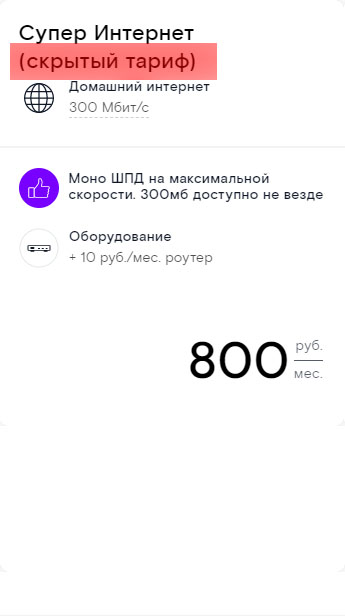 Супер Интернет
(скрытый тариф)
Домашний интернет
300 Мбит/с
Моно ШПД на максимальной
скорости. 300мб доступно не везде
Оборудование
+ 10 руб./мес. роутер
800 руб.
мес.